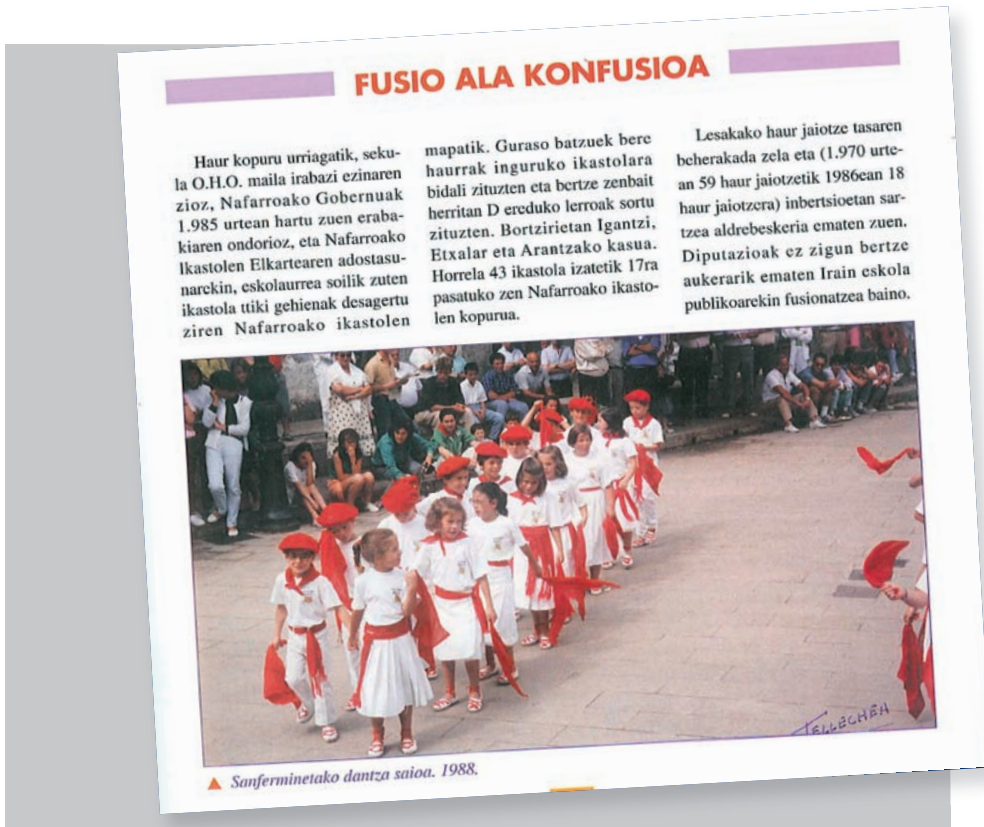 FUSIO ALA KONFUSIOA
Haur kopuru urriagatik, seku-
la O.H.O. maila irabazi ezinaren
zioz, Nafarroako Gobernuak
1.985 urtean hartu zuen eraba-
kiaren ondorioz, eta Nafarroako
Ikastolen Elkartearen adostasu-
narekin, eskolaurrea soilik zuten
ikastola ttiki gehienak desagertu
ziren Nafarroako ikastolen
mapatik. Guraso batzuek bere
haurrak inguruko ikastolara
bidali zituzten eta bertze zenbait
herritan D ereduko lerroak sortu
zituzten. Bortzirietan Igantzi,
Etxalar eta Arantzako kasua.
Horrela 43 ikastola izatetik 17ra
pasatuko zen Nafarroako ikasto-
len kopurua.
Lesakako haur jaiotze tasaren
beherakada zela eta (1.970 urte-
an 59 haur jaiotzetik 1986ean 18
haur jaiotzera) inbertsioetan sar-
tzea aldrebeskeria ematen zuen.
Diputazioak ez zigun bertze
aukerarik ematen Irain eskola
publikoarekin fusionatzea baino.
TELLECHEA
▲ Sanferminetako dantza saioa. 1988.